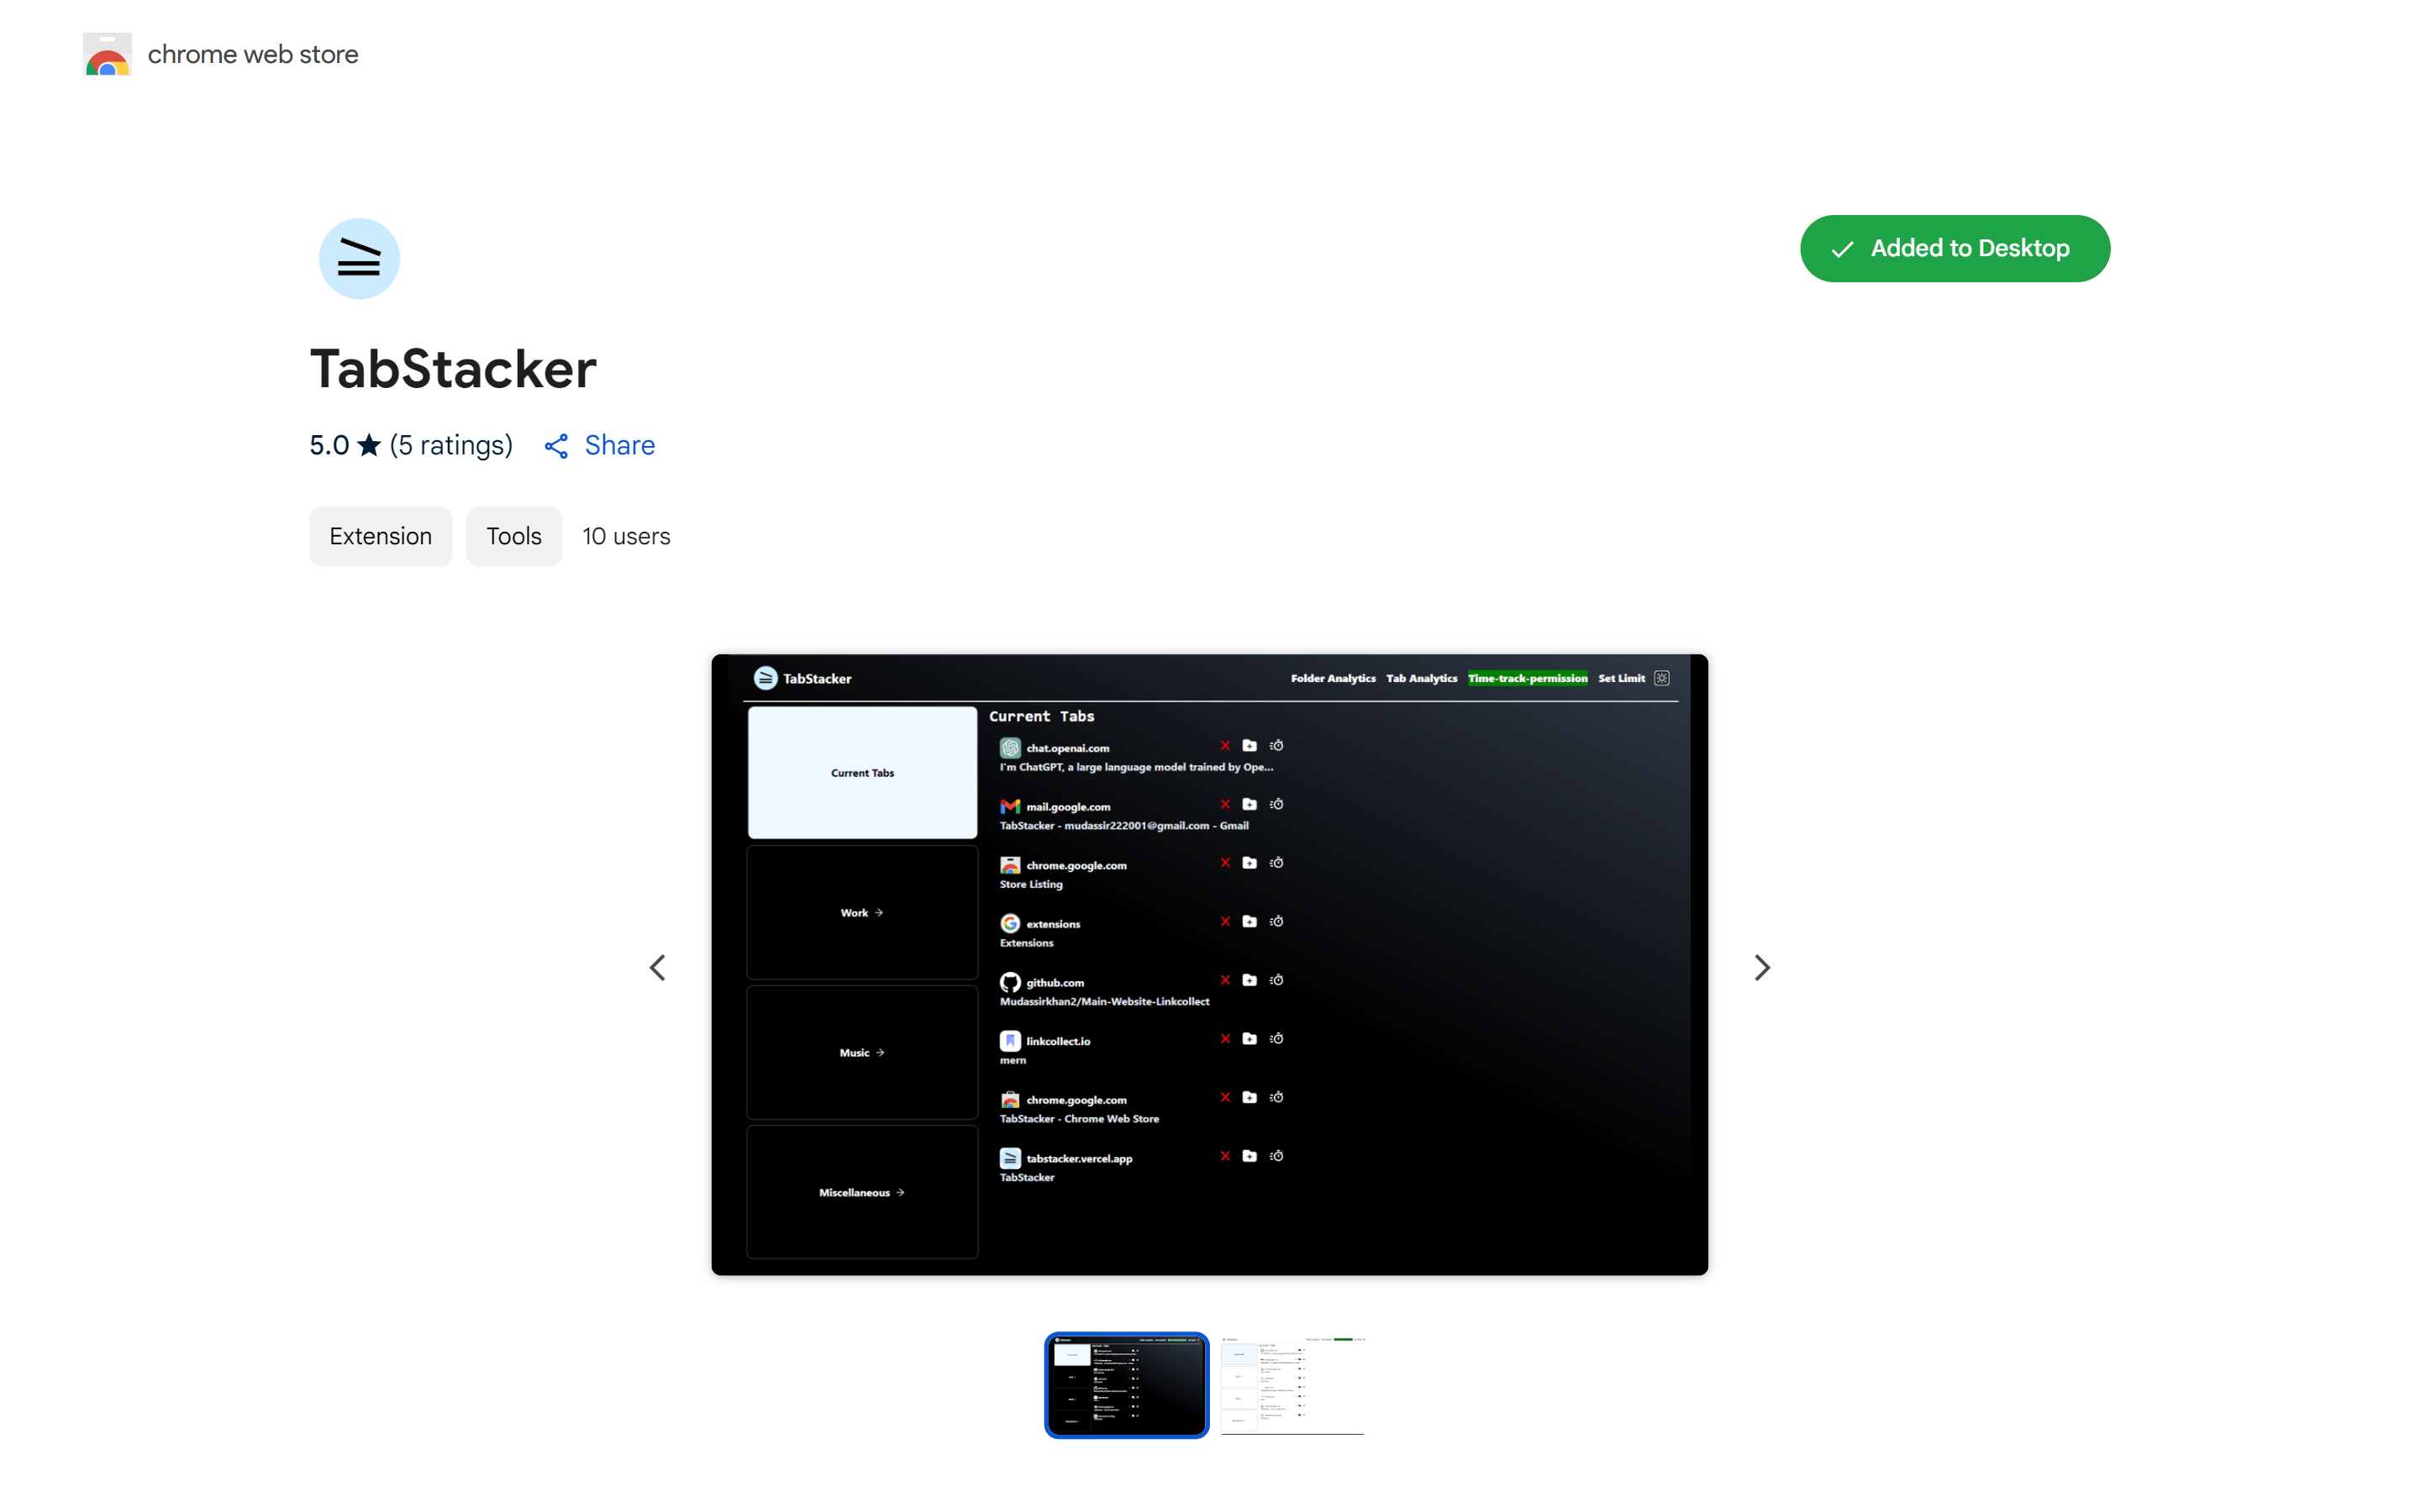 chrome web store
Added to Desktop
TabStacker
5.0 ★ (5 ratings) Share
Extension Tools 10 users
TabStacker Folder Analytics Tab Analytics Time-track-permission Set Limit
Current Tabs
Work →
Music →
Miscellaneous →
Current Tabs
chat.openai.com
I'm ChatGPT, a large language model trained by Ope...
mail.google.com
TabStacker - mudassir222001@gmail.com - Gmail
chrome.google.com
Store Listing
extensions
Extensions
github.com
Mudassirkhan2/Main-Website-Linkcollect
linkcollect.io
mern
chrome.google.com
TabStacker - Chrome Web Store
tabstacker.vercel.app
TabStacker